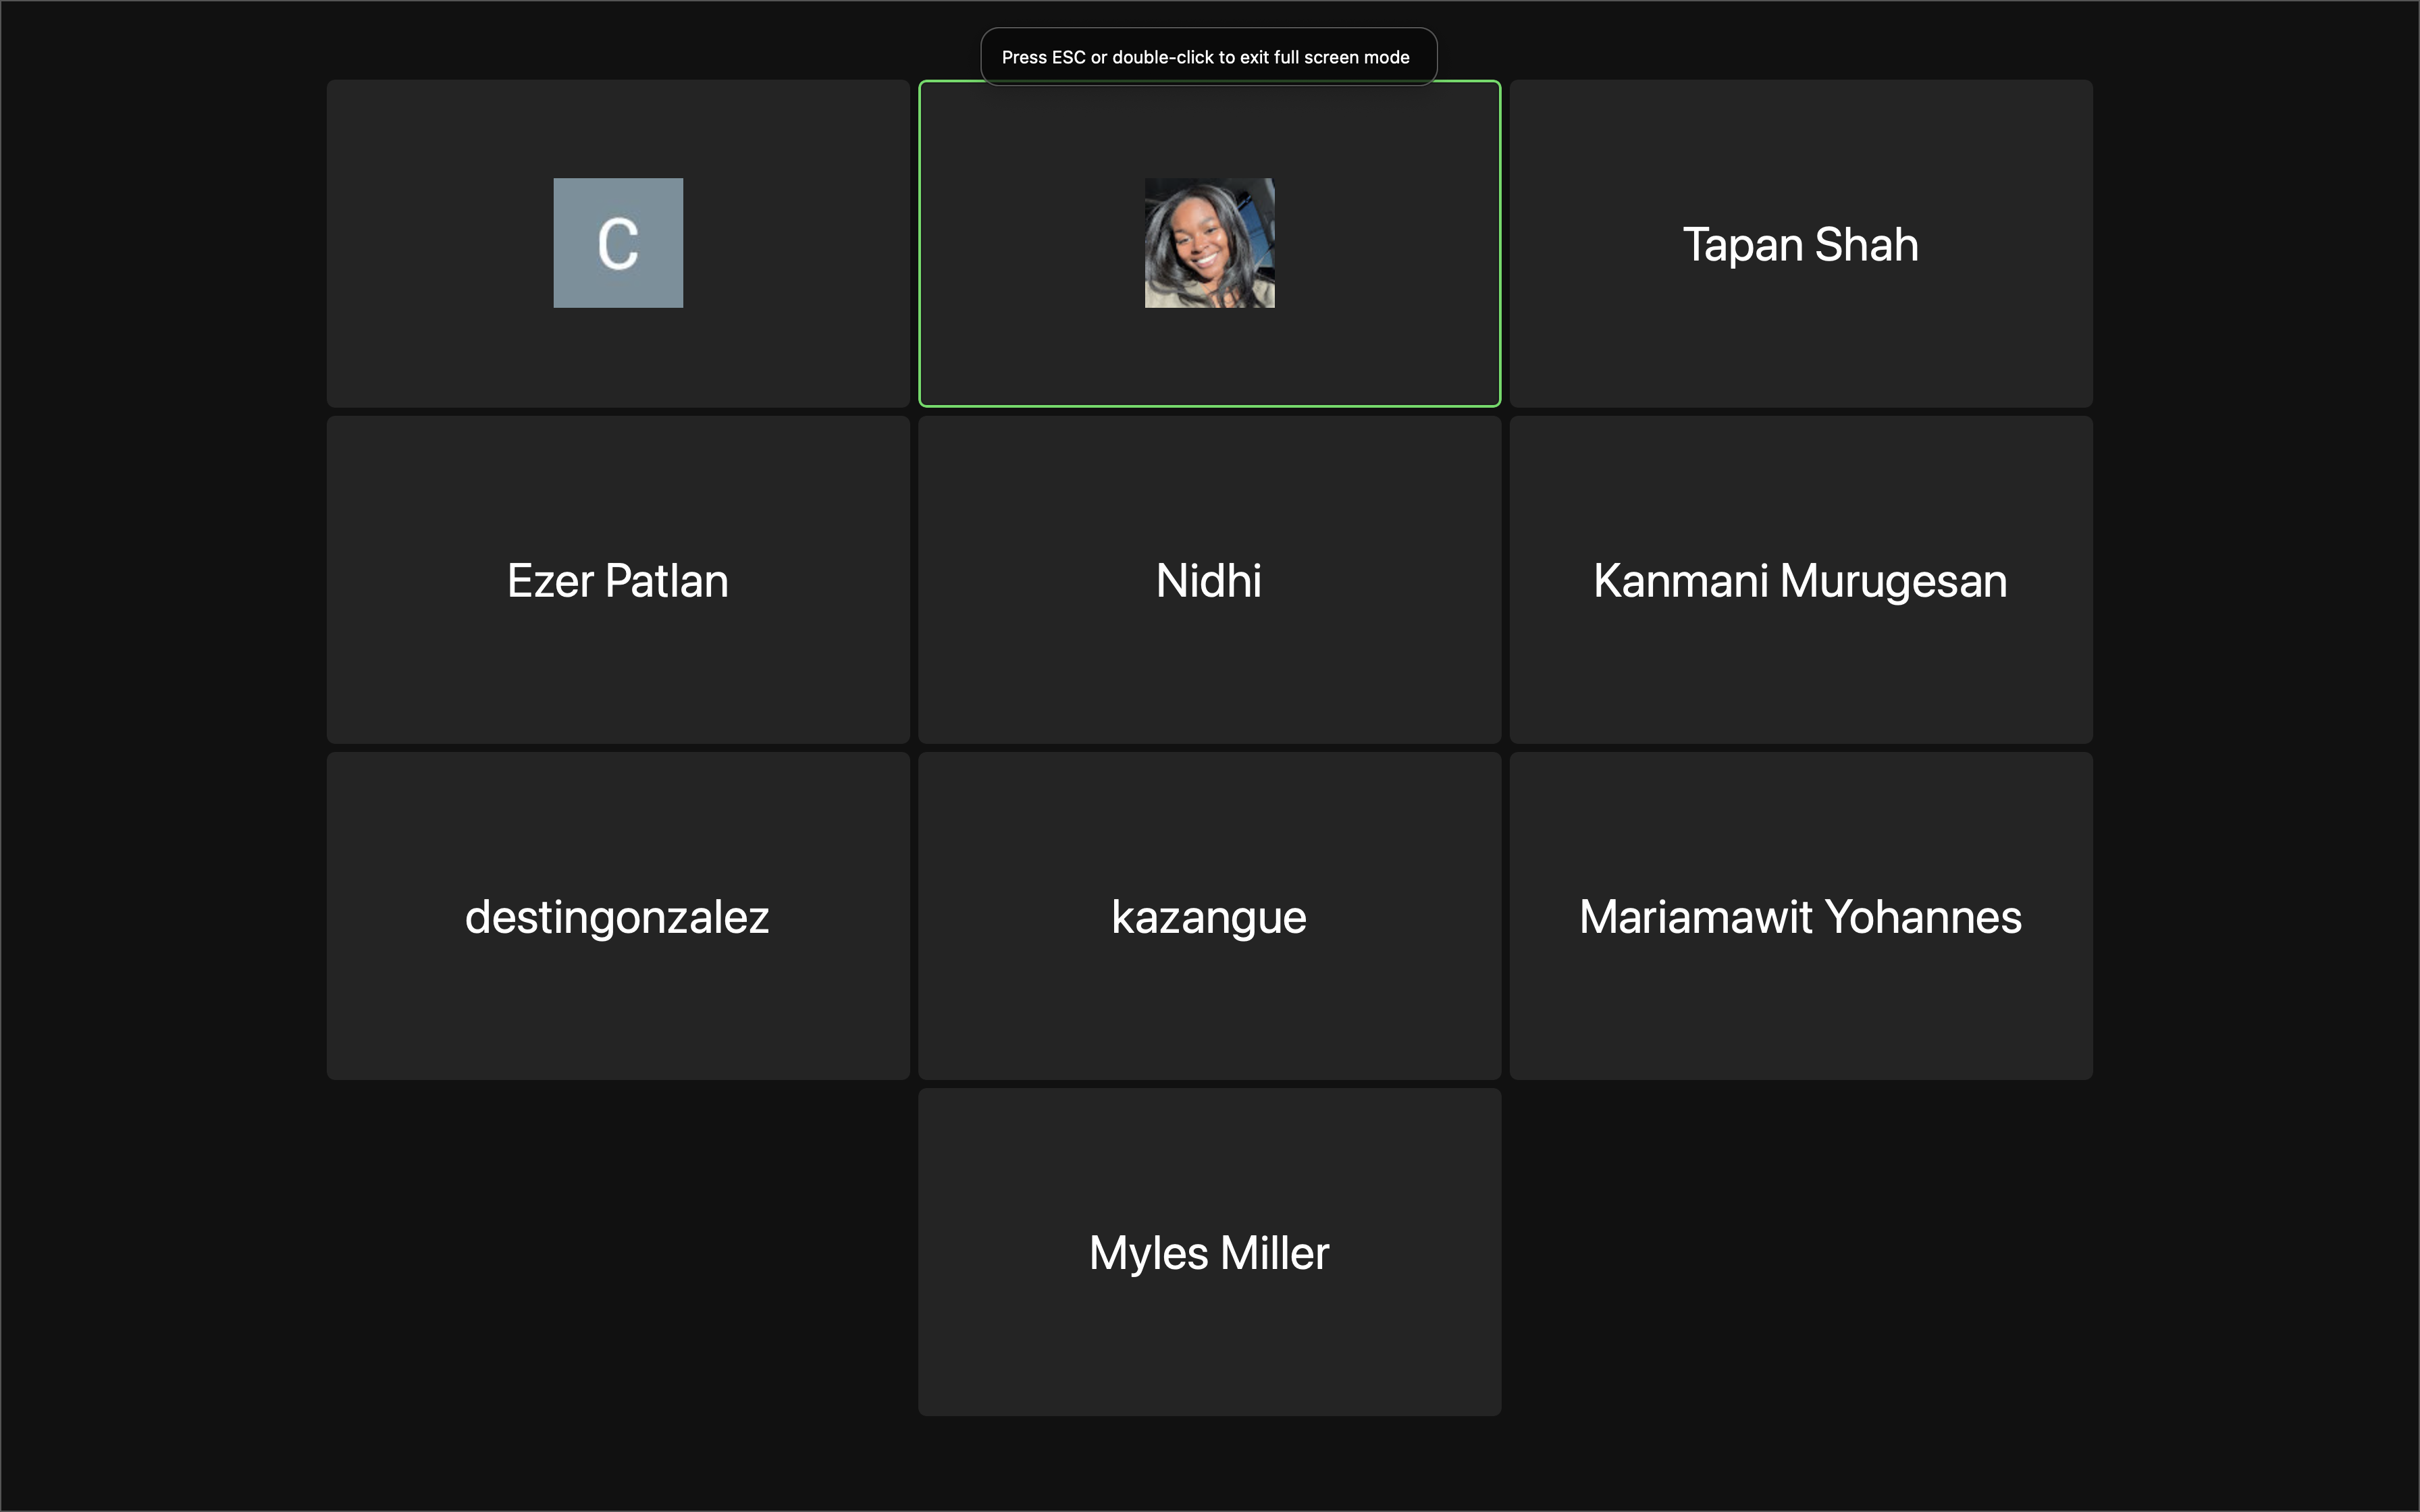 Press ESC or double-click to exit full screen mode
C
Tapan Shah
Ezer Patlan
Nidhi
Kanmani Murugesan
destingonzalez
kazangue
Mariamawit Yohannes
Myles Miller